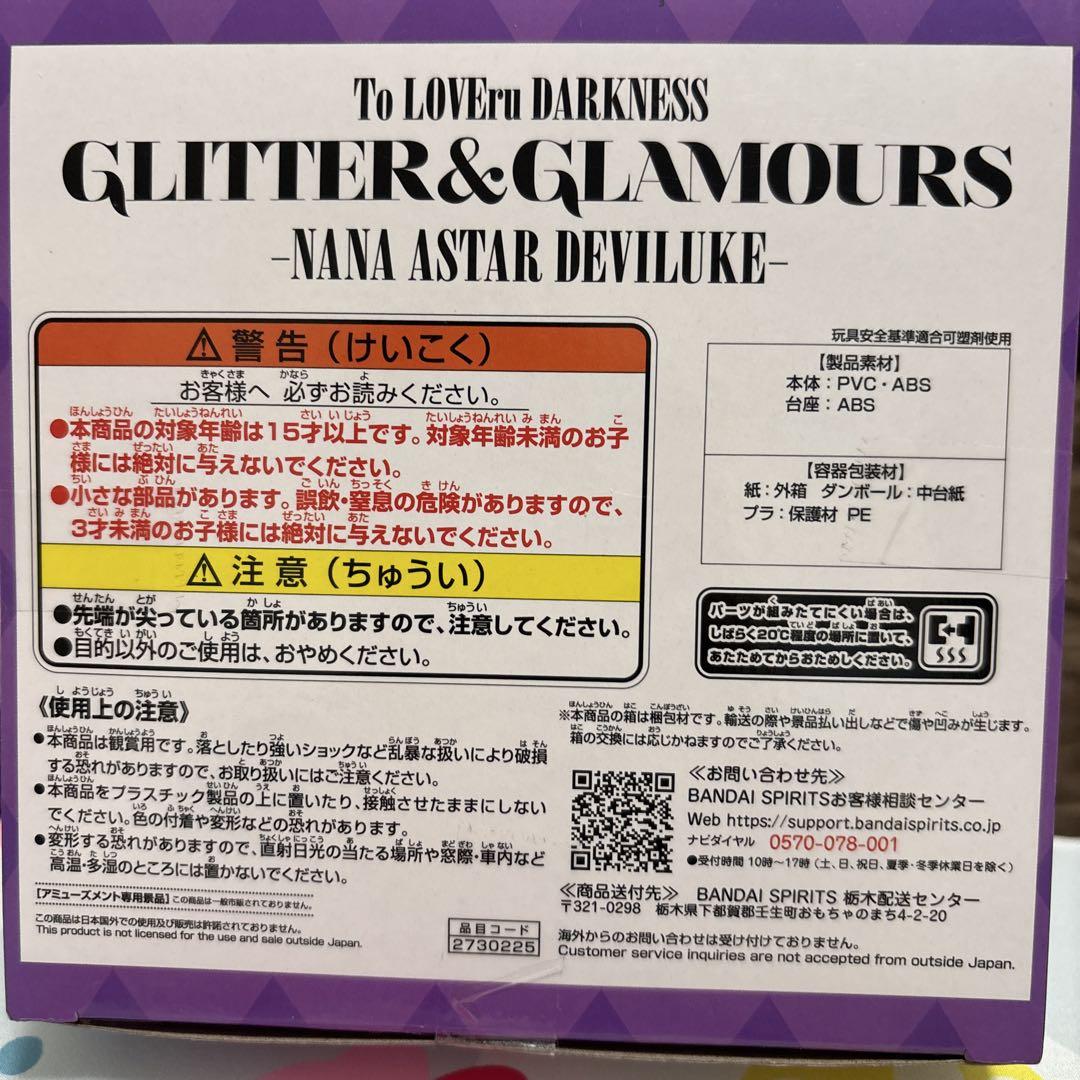 To LOVEru DARKNESS
GLITTER&GLAMOURS
-NANA ASTAR DEVILUKE-
⚠警告（けいこく）
お客様へ 必ずお読みください。
●本商品の対象年齢は15才以上です。対象年齢未満のお子
様には絶対に与えないでください。
●小さな部品があります。誤飲・窒息の危険がありますので、
3才未満のお子様には絶対に与えないでください。
⚠注意（ちゅうい）
●先端が尖っている箇所がありますので、注意してください。
●目的以外のご使用は、おやめください。
玩具安全基準適合可塑剤使用
【製品素材】
本体：PVC・ABS
台座：ABS
【容器包装材】
紙：外箱 ダンボール：中台紙
プラ：保護材 PE
パーツが組みたてにくい場合は、
しばらく20℃程度の場所に置いて、
あたためてからおためしください。
《使用上の注意》
●本商品は観賞用です。落としたり強いショックなど乱暴な扱いにより破損
する恐れがありますので、お取り扱いにはご注意ください。
●本商品をプラスチック製品の上に置いたり、接触させたままにしない
でください。色の付着や変形などの恐れがあります。
●変形する恐れがありますので、直射日光の当たる場所や窓際・車内など
高温・多湿のところには置かないでください。
【アミューズメント専用景品】この商品は一般市販されておりません。
この商品は日本国外での使用及び販売は許諾されておりません。
This product is not licensed for the use and sale outside Japan.
品目コード
2730225
※本商品の箱は梱包材です。輸送の際や景品払い出しなどで傷や凹みが生じます。
箱の交換には応じかねますのでご了承ください。
≪お問い合わせ先≫
BANDAI SPIRITSお客様相談センター
Web https://support.bandaispirits.co.jp
ナビダイヤル 0570-078-001
●受付時間 10時〜17時（土、日、祝日、夏季・冬季休業日を除く）
≪商品送付先≫ BANDAI SPIRITS 栃木配送センター
〒321-0298 栃木県下都賀郡壬生町おもちゃのまち4-2-20
海外からのお問い合わせは受け付けておりません。
Customer service inquiries are not accepted from outside Japan.